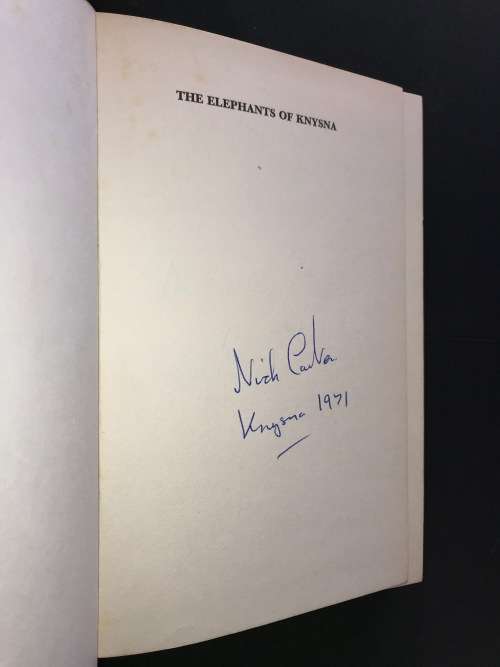 THE ELEPHANTS OF KNYSNA
Nick Carter
Knysna 1971